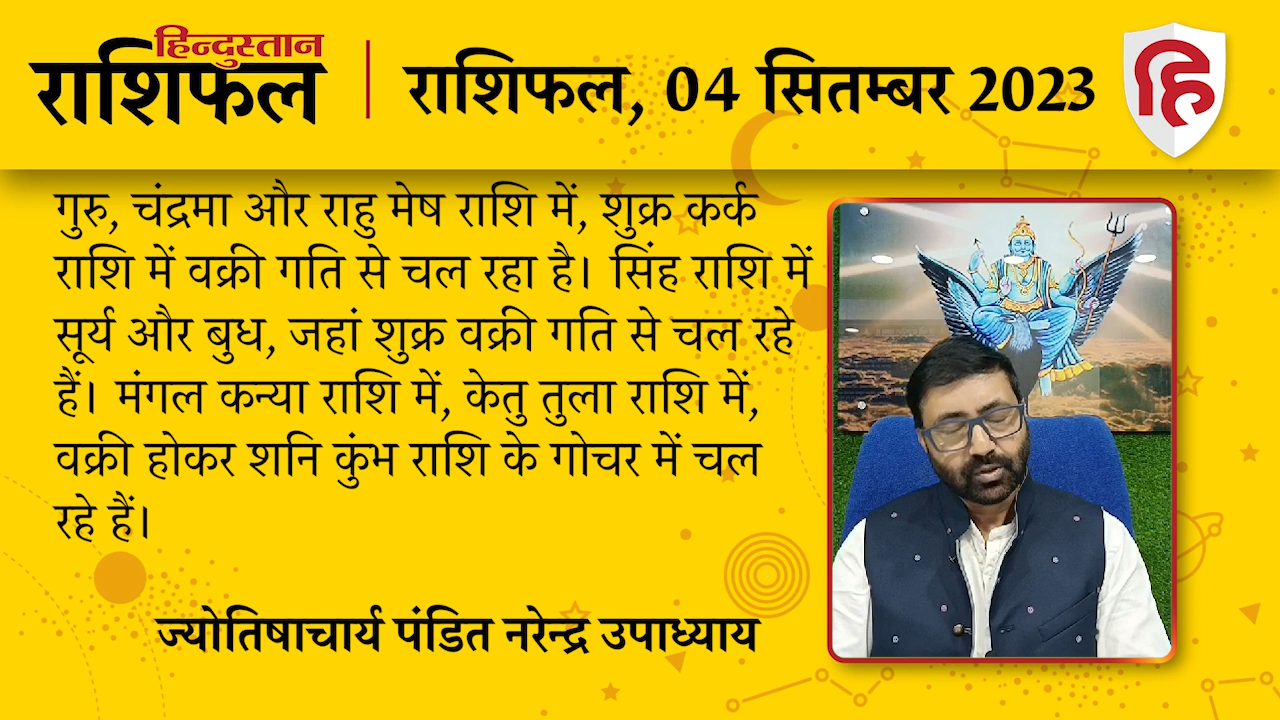 हिन्दुस्तान
राशिफल
राशिफल, 04 सितम्बर 2023
हि
गुरु, चंद्रमा और राहु मेष राशि में, शुक्र कर्क
राशि में वक्री गति से चल रहा है। सिंह राशि में
सूर्य और बुध, जहां शुक्र वक्री गति से चल रहे
हैं। मंगल कन्या राशि में, केतु तुला राशि में,
वक्री होकर शनि कुंभ राशि के गोचर में चल
रहे हैं।
ज्योतिषाचार्य पंडित नरेन्द्र उपाध्याय